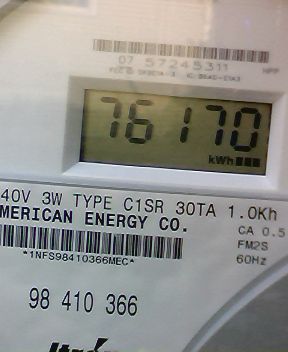 07 57245311
76170
kWh
40V 3W TYPE C1SR 30TA 1.0Kh
MERICAN ENERGY CO.
CA 0.5
FM2S
*1NFS98410366MEC*
60Hz
98 410 366
Itron